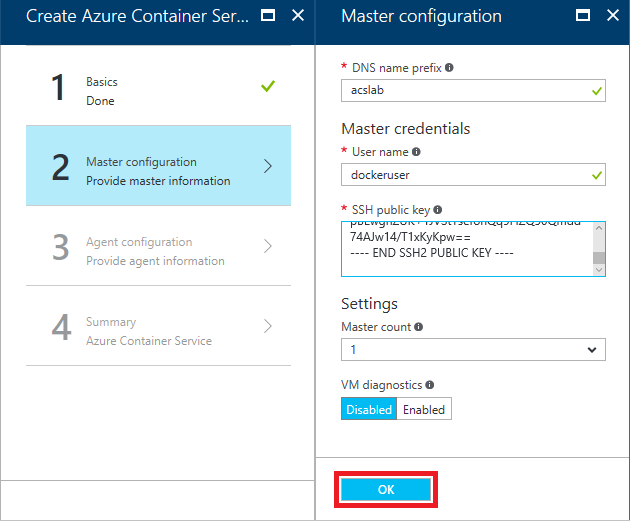 Create Azure Container Ser...
1
Basics
Done
2
Master configuration
Provide master information
3
Agent configuration
Provide agent information
4
Summary
Azure Container Service
Master configuration
* DNS name prefix
acslab
Master credentials
* User name
dockeruser
* SSH public key
74AJw14/T1xKyKpw==
---- END SSH2 PUBLIC KEY ----
Settings
Master count
1
VM diagnostics
Disabled
Enabled
OK